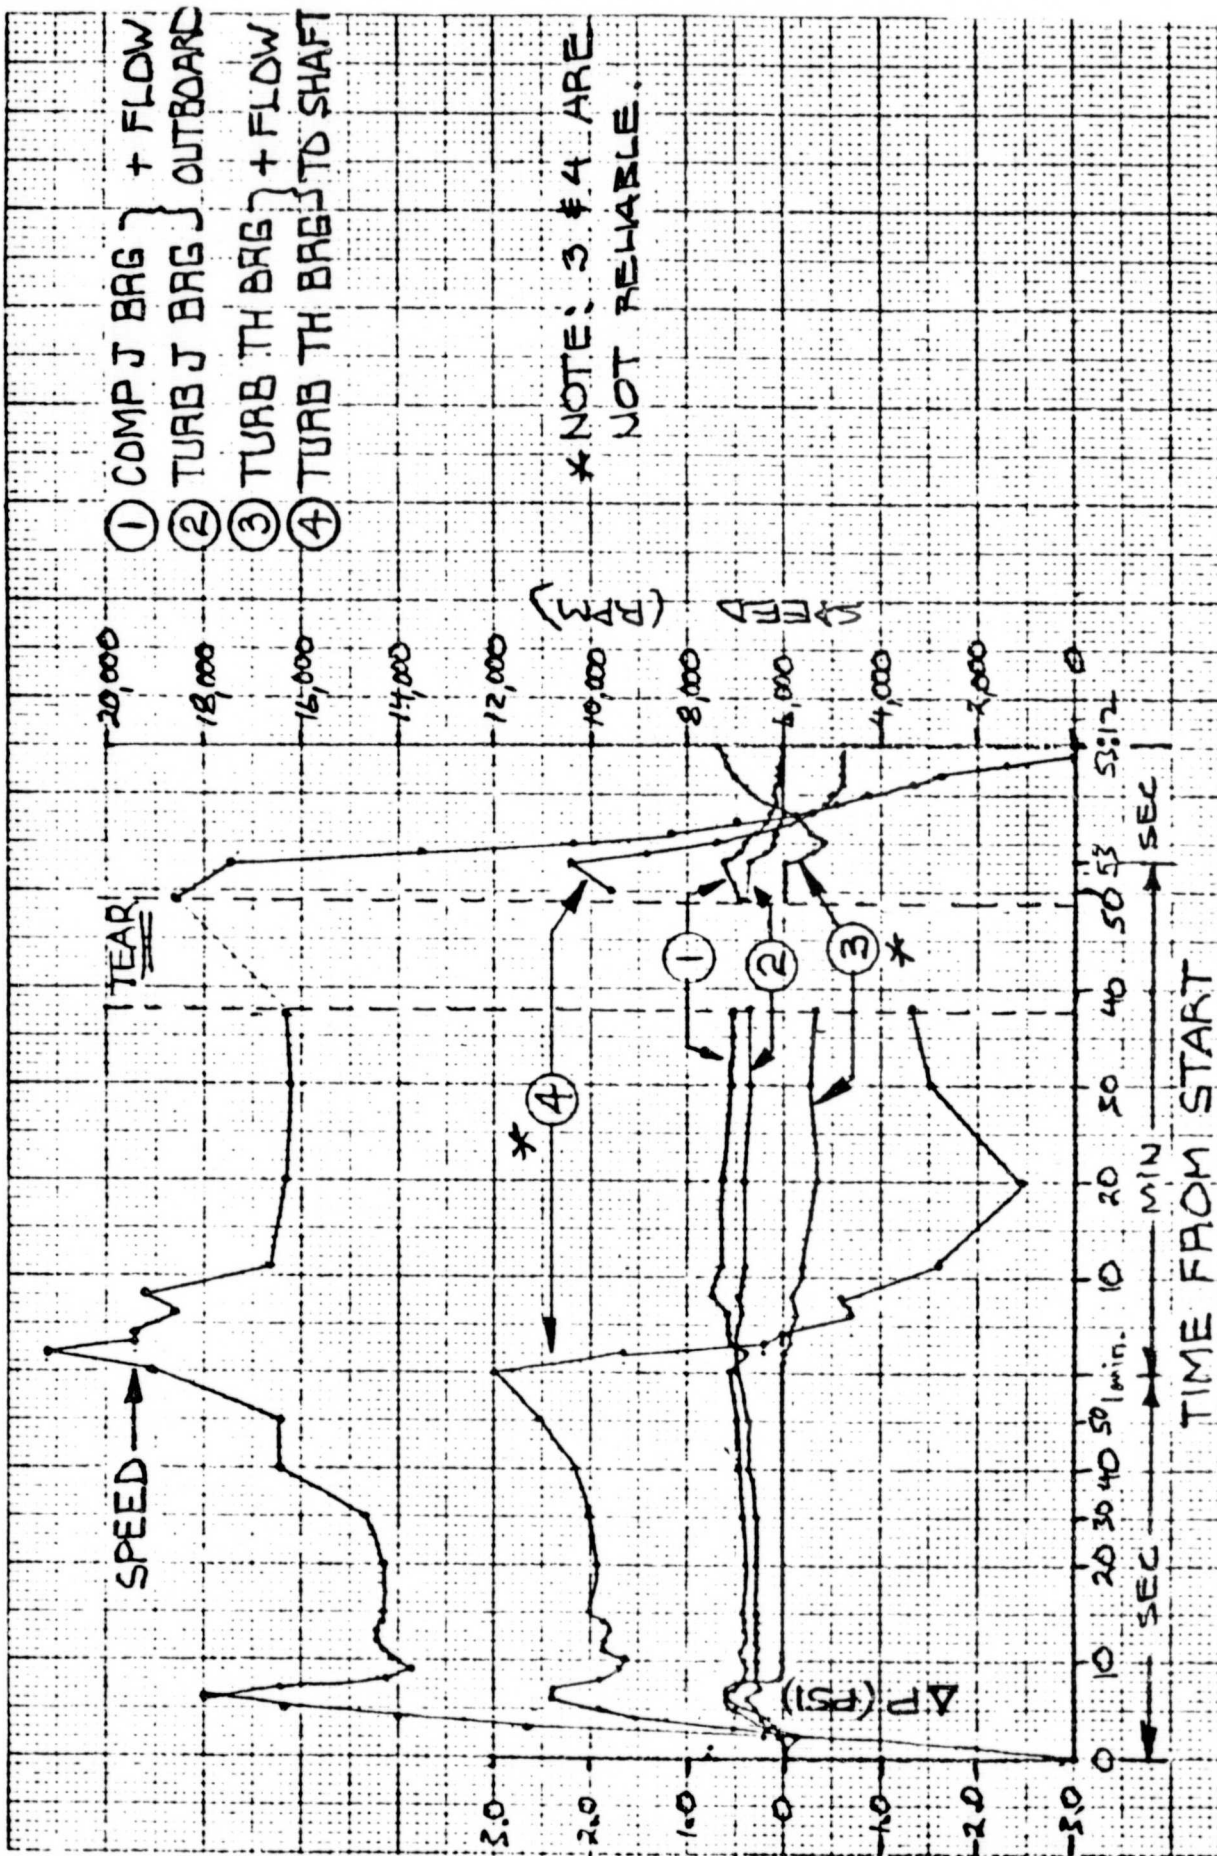 ① COMP J BRG } + FLOW
② TURB J BRG } OUTBOARD
③ TURB TH BRG } + FLOW
④ TURB TH BRG } TO SHAFT
* NOTE: 3 & 4 ARE
NOT RELIABLE.
TEAR
SPEED
* ④
①
②
③ *
20,000
18,000
16,000
14,000
12,000
10,000
8,000
6,000
4,000
2,000
0
SPEED
(RPM)
3.0
2.0
1.0
0
-1.0
-2.0
-3.0
ΔP
(PSI)
0 10 20 30 40 50 1 min. 10 20 30 40 50 53 53:12
SEC MIN SEC
TIME FROM START